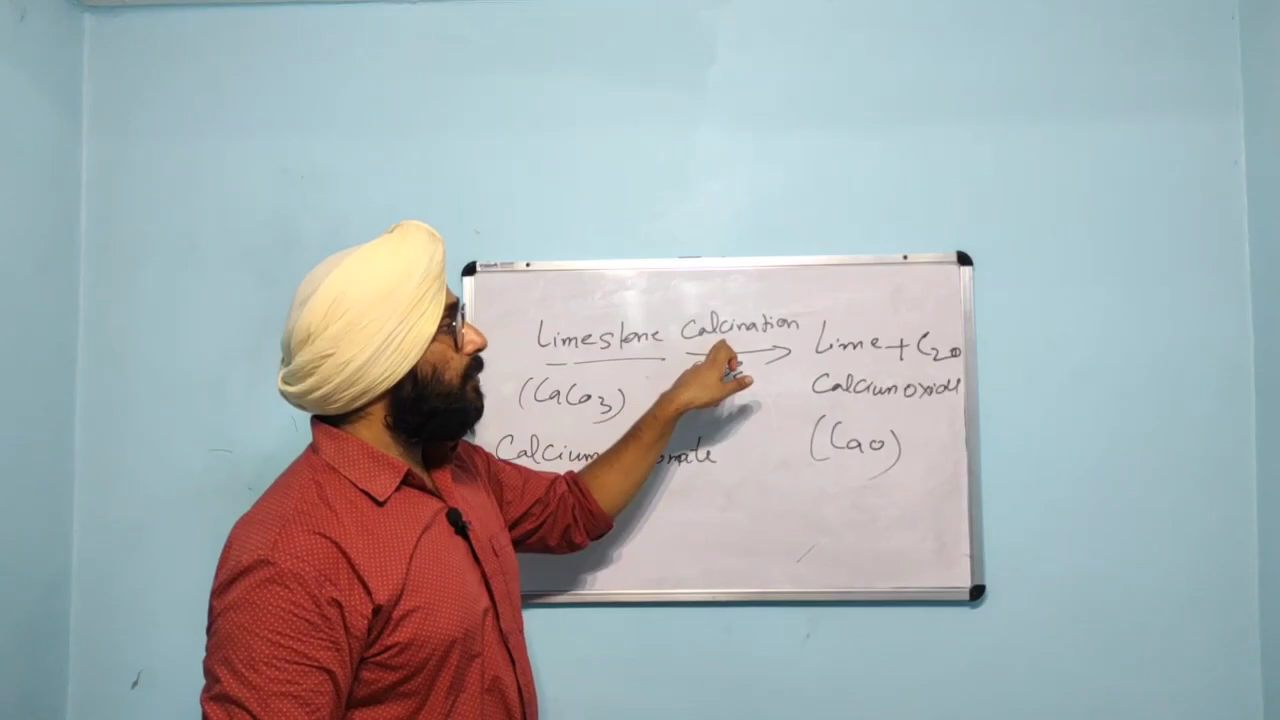 Limestone Calcination Lime + C2O
(CaCo3) Calcium oxide
Calcium (Cao)